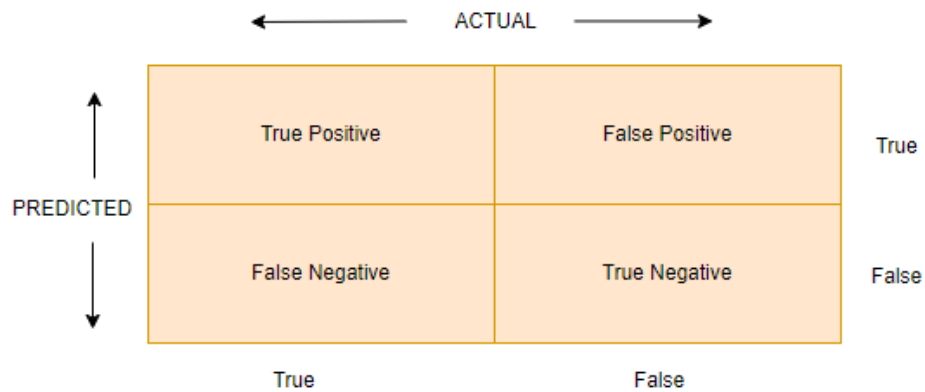 ACTUAL
True Positive
False Positive
True
PREDICTED
False Negative
True Negative
False
True
False